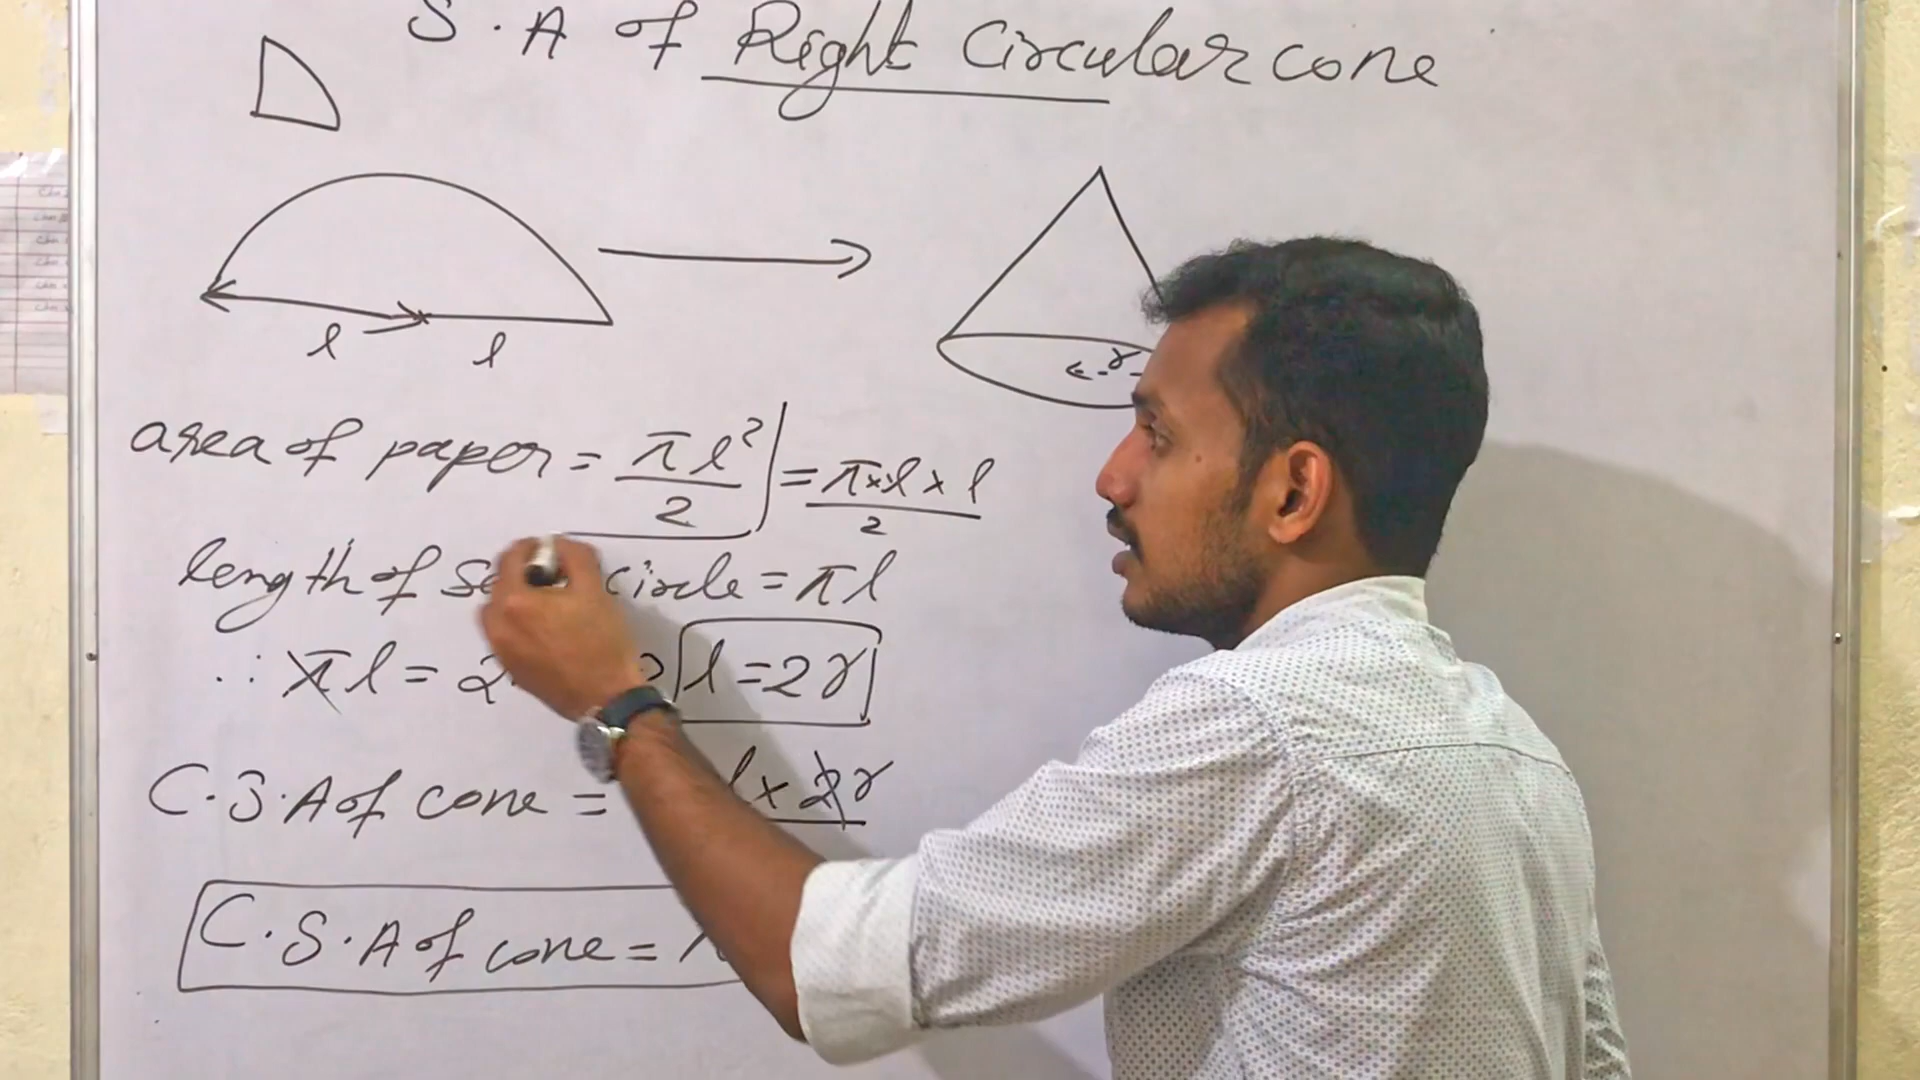 S.A of Right Circular cone
l l
r
area of paper = πl²/2 = π×l×l/2
length of circle = πl
∴ πl = 2 l = 2r
C.S.A of cone = l × 2r
C.S.A of cone =